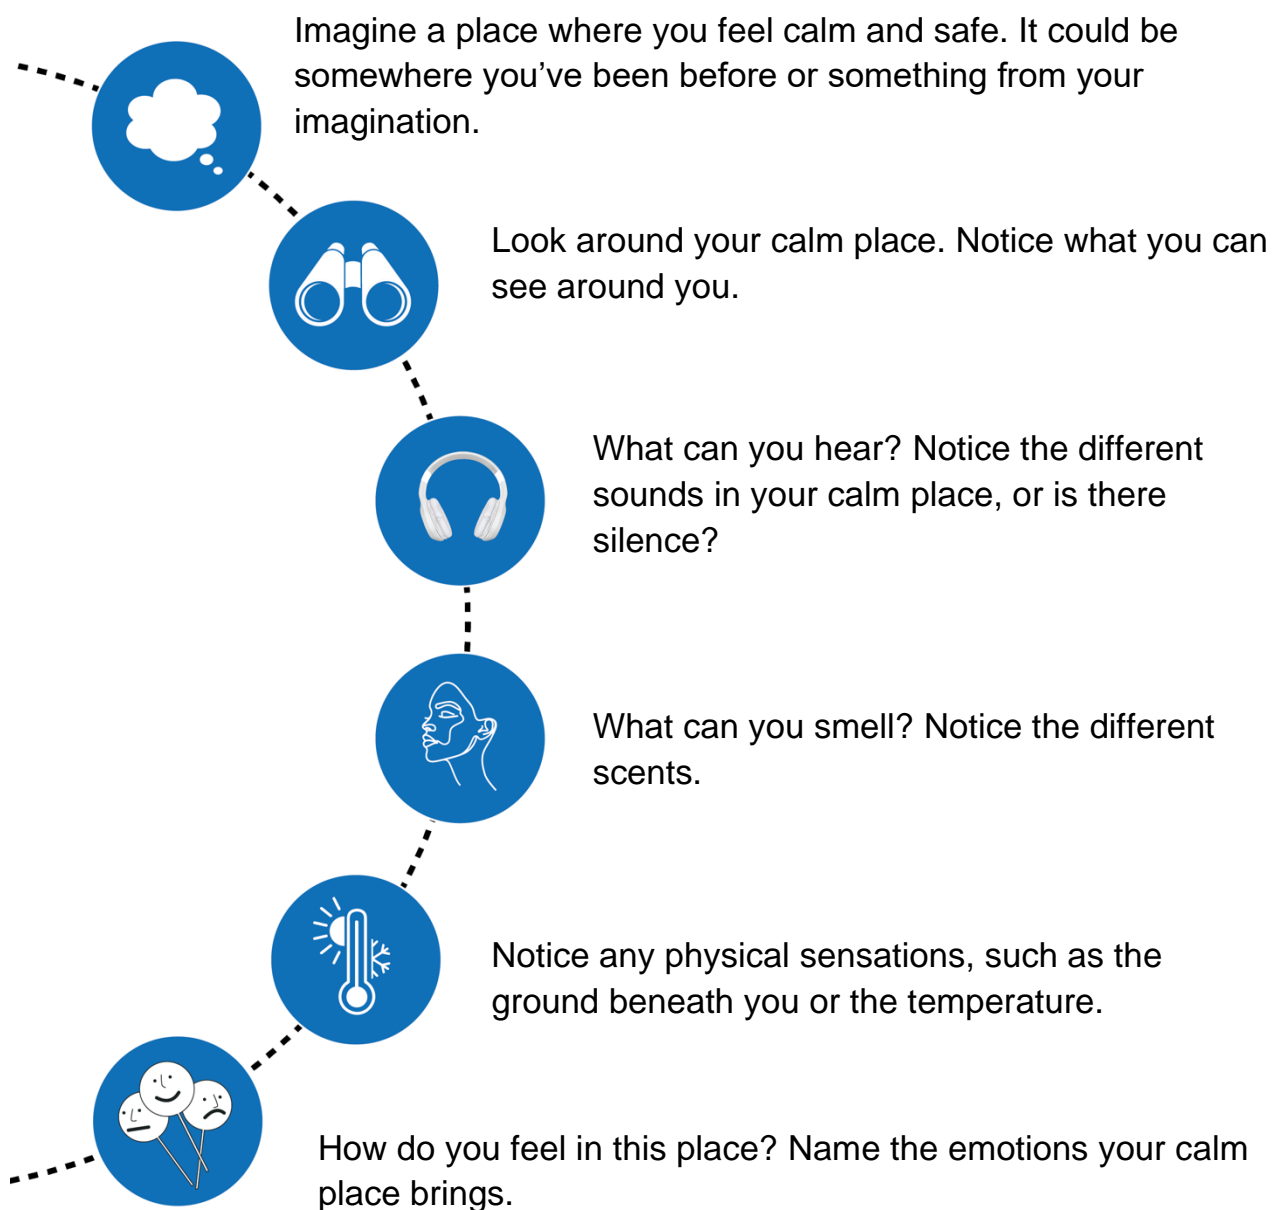 Imagine a place where you feel calm and safe. It could be
somewhere you’ve been before or something from your
imagination.
Look around your calm place. Notice what you can
see around you.
What can you hear? Notice the different
sounds in your calm place, or is there
silence?
What can you smell? Notice the different
scents.
Notice any physical sensations, such as the
ground beneath you or the temperature.
How do you feel in this place? Name the emotions your calm
place brings.